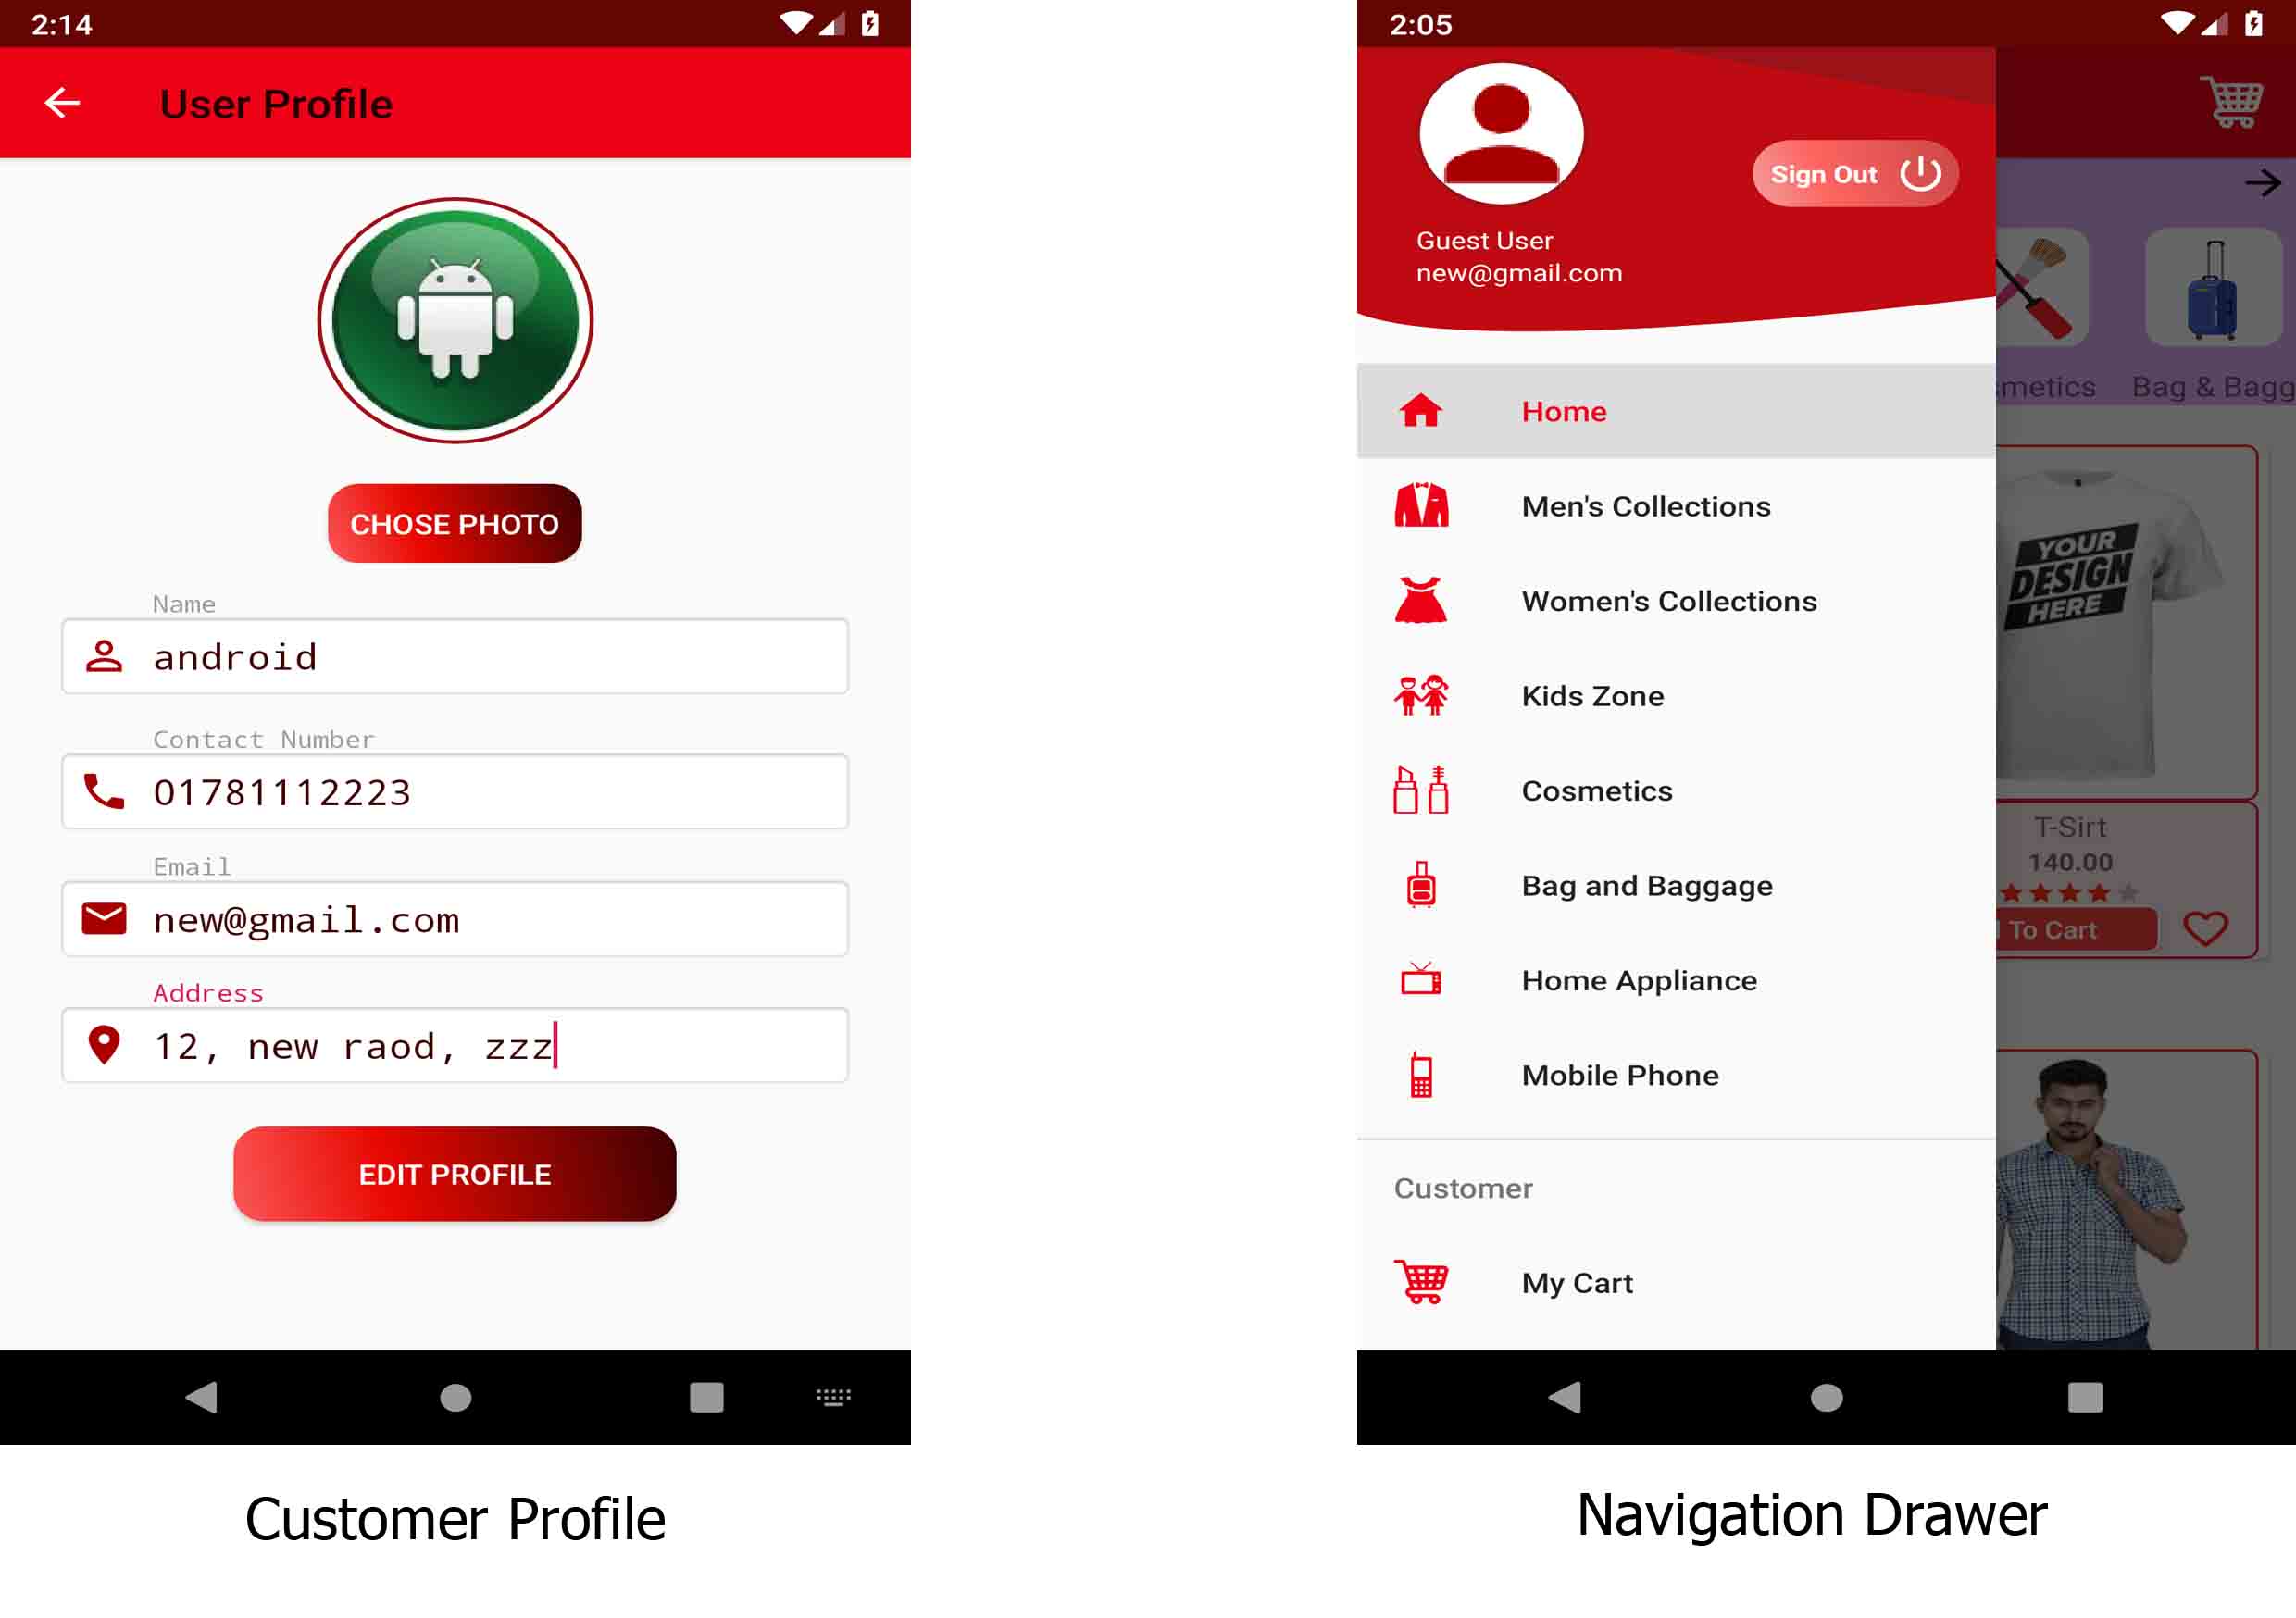 2:14
User Profile
CHOSE PHOTO
Name
android
Contact Number
01781112223
Email
new@gmail.com
Address
12, new raod, zzz
EDIT PROFILE
Customer Profile
2:05
Sign Out
Guest User
new@gmail.com
Home
Men's Collections
Women's Collections
Kids Zone
Cosmetics
Bag and Baggage
Home Appliance
Mobile Phone
Customer
My Cart
smetics
Bag & Bagg
YOUR
DESIGN
HERE
T-Sirt
140.00
To Cart
Navigation Drawer